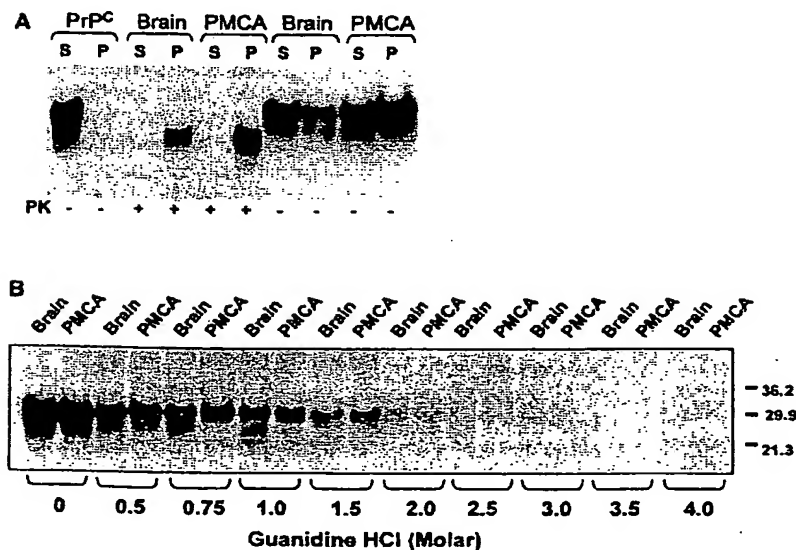 A
PrPC Brain PMCA Brain PMCA
S P S P S P S P S P
PK - - + + + + - - - -
B
Brain PMCA Brain PMCA Brain PMCA Brain PMCA Brain PMCA Brain PMCA Brain PMCA Brain PMCA Brain PMCA Brain PMCA
36.2
29.9
21.3
0 0.5 0.75 1.0 1.5 2.0 2.5 3.0 3.5 4.0
Guanidine HCl (Molar)